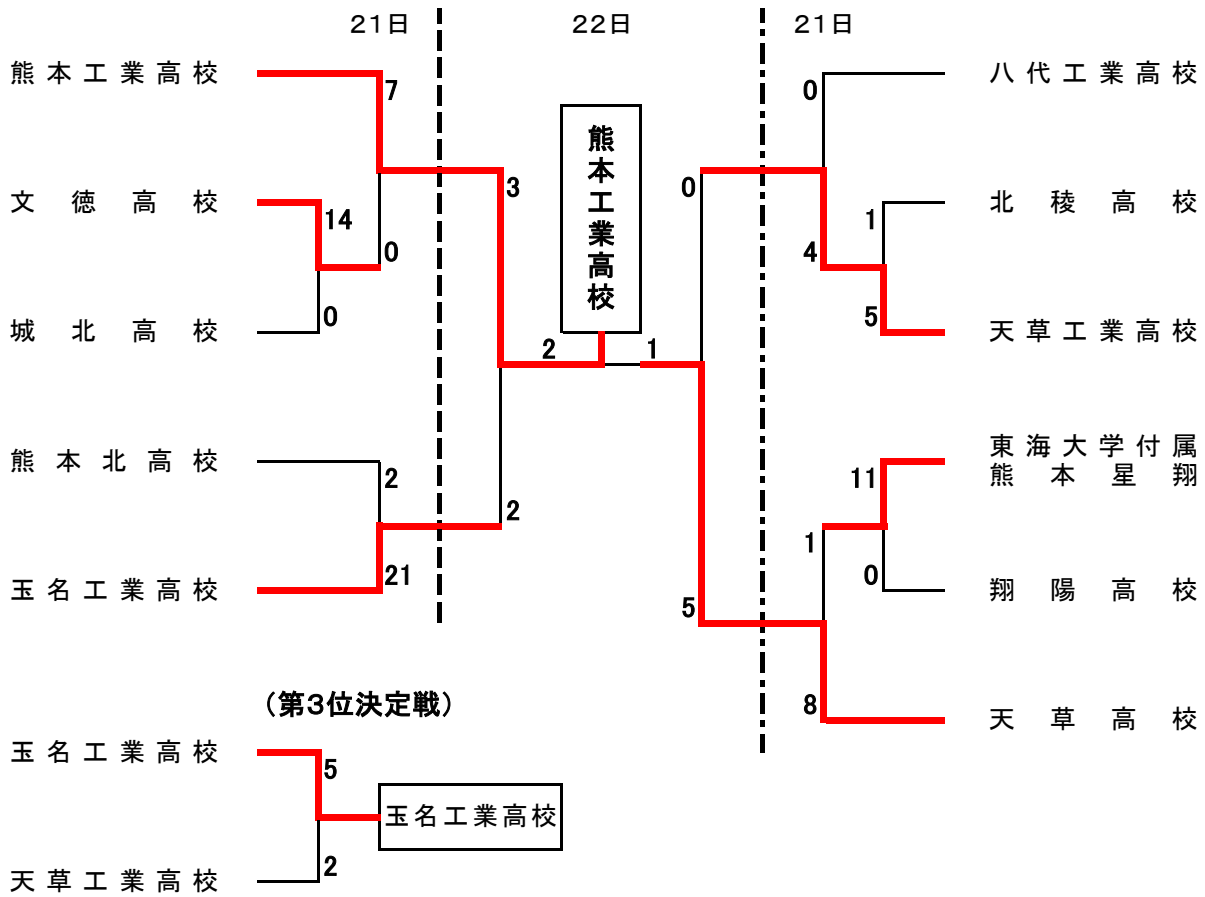 21日
22日
21日
熊本工業高校
7
文徳高校
14
0
城北高校
0
3
熊本北高校
2
玉名工業高校
21
2
熊本工業高校
2
1
八代工業高校
0
北稜高校
1
4
天草工業高校
5
0
東海大学付属
熊本星翔
11
1
翔陽高校
0
5
天草高校
8
(第3位決定戦)
玉名工業高校
5
玉名工業高校
天草工業高校
2